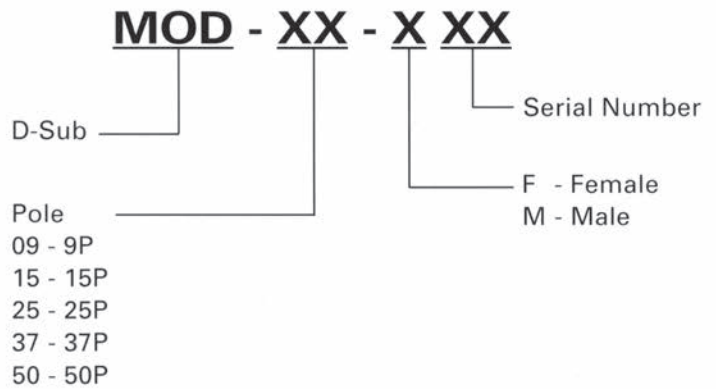 MOD - XX - X XX
Serial Number
D-Sub
F - Female
M - Male
Pole
09 - 9P
15 - 15P
25 - 25P
37 - 37P
50 - 50P